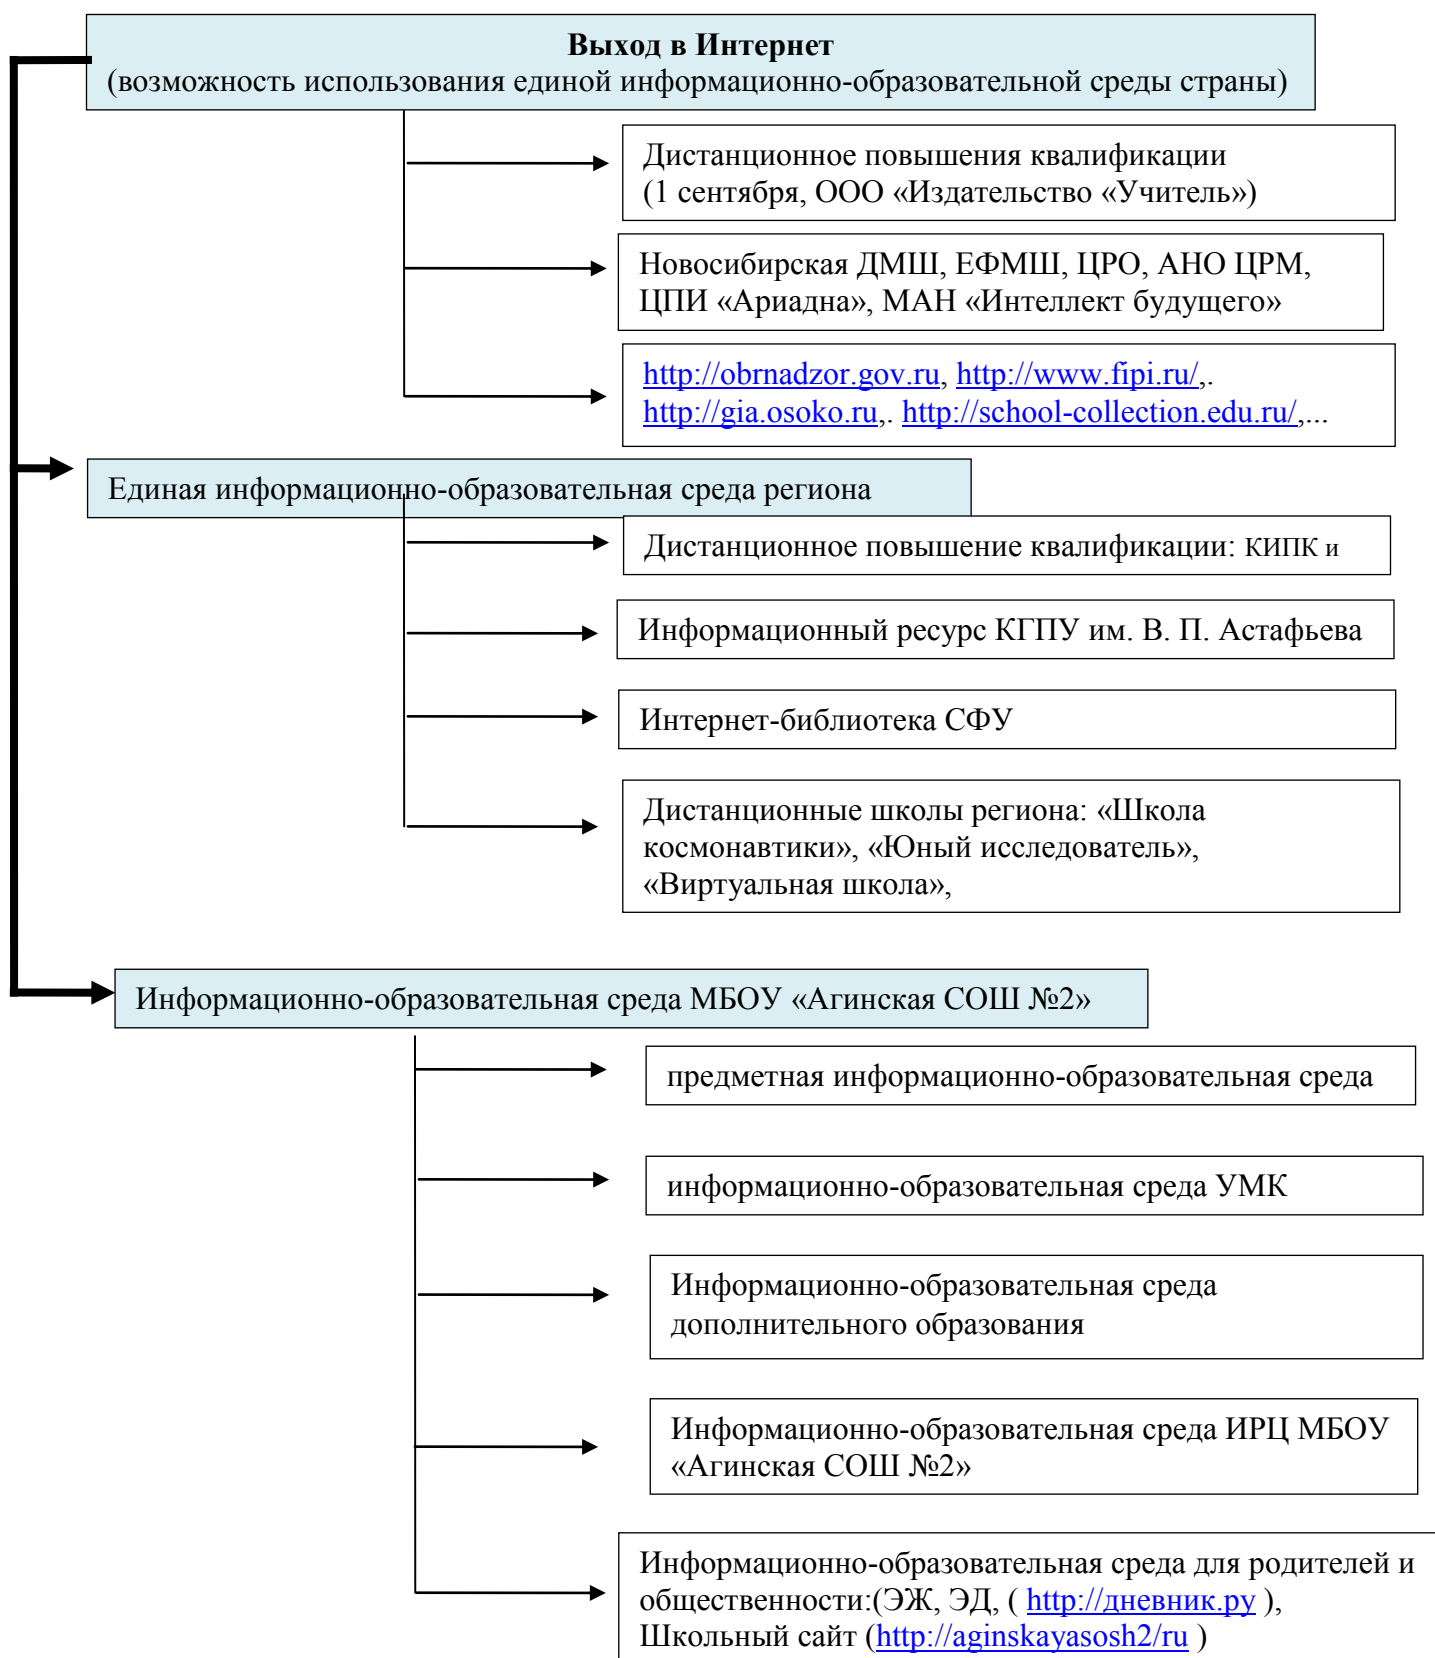 Выход в Интернет
(возможность использования единой информационно-образовательной среды страны)
Дистанционное повышения квалификации
(1 сентября, ООО «Издательство «Учитель»)
Новосибирская ДМШ, ЕФМШ, ЦРО, АНО ЦРМ,
ЦПИ «Ариадна», МАН «Интеллект будущего»
http://obrnadzor.gov.ru, http://www.fipi.ru/,.
http://gia.osoko.ru,. http://school-collection.edu.ru/,...
Единая информационно-образовательная среда региона
Дистанционное повышение квалификации: КИПК и
Информационный ресурс КГПУ им. В. П. Астафьева
Интернет-библиотека СФУ
Дистанционные школы региона: «Школа
космонавтики», «Юный исследователь»,
«Виртуальная школа»,
Информационно-образовательная среда МБОУ «Агинская СОШ №2»
предметная информационно-образовательная среда
информационно-образовательная среда УМК
Информационно-образовательная среда
дополнительного образования
Информационно-образовательная среда ИРЦ МБОУ
«Агинская СОШ №2»
Информационно-образовательная среда для родителей и
общественности:(ЭЖ, ЭД, ( http://дневник.ру ),
Школьный сайт (http://aginskayasosh2/ru )